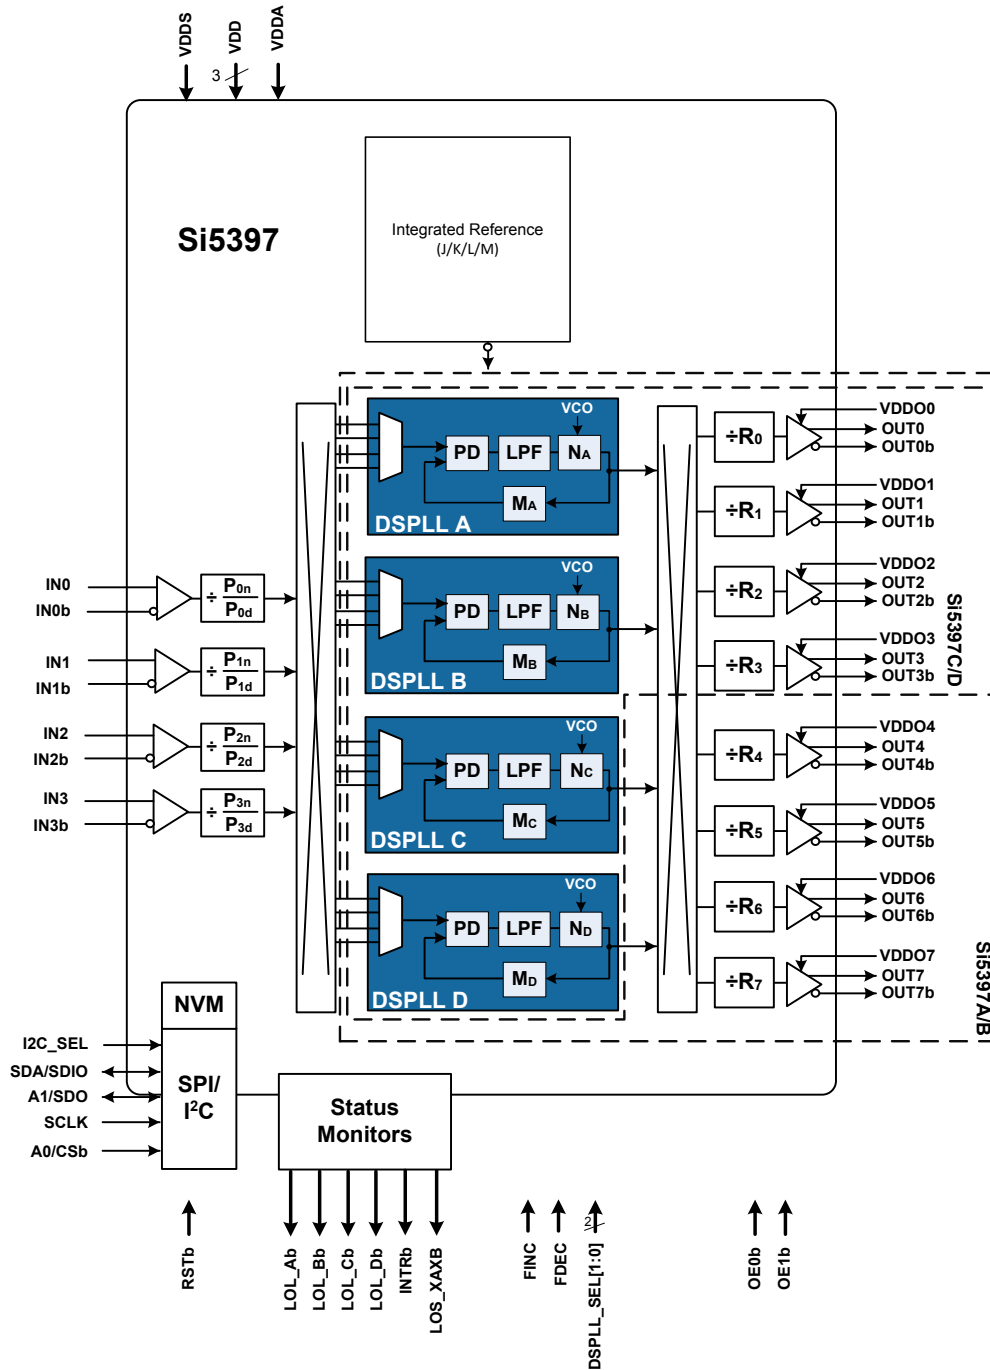 VDDS
VDD
VDDA
3
Si5397
Integrated Reference
(J/K/L/M)
VCO
PD
LPF
NA
MA
DSPLL A
VCO
PD
LPF
NB
MB
DSPLL B
VCO
PD
LPF
NC
MC
DSPLL C
VCO
PD
LPF
ND
MD
DSPLL D
IN0
IN0b
÷ P0n
P0d
IN1
IN1b
÷ P1n
P1d
IN2
IN2b
÷ P2n
P2d
IN3
IN3b
÷ P3n
P3d
÷R0
VDDO0
OUT0
OUT0b
÷R1
VDDO1
OUT1
OUT1b
÷R2
VDDO2
OUT2
OUT2b
÷R3
VDDO3
OUT3
OUT3b
÷R4
VDDO4
OUT4
OUT4b
÷R5
VDDO5
OUT5
OUT5b
÷R6
VDDO6
OUT6
OUT6b
÷R7
VDDO7
OUT7
OUT7b
Si5397C/D
Si5397A/B
NVM
SPI/
I²C
I2C_SEL
SDA/SDIO
A1/SDO
SCLK
A0/CSb
Status
Monitors
RSTb
LOL_Ab
LOL_Bb
LOL_Cb
LOL_Db
INTRb
LOS_XAXB
FINC
FDEC
2
DSPLL_SEL[1:0]
OE0b
OE1b